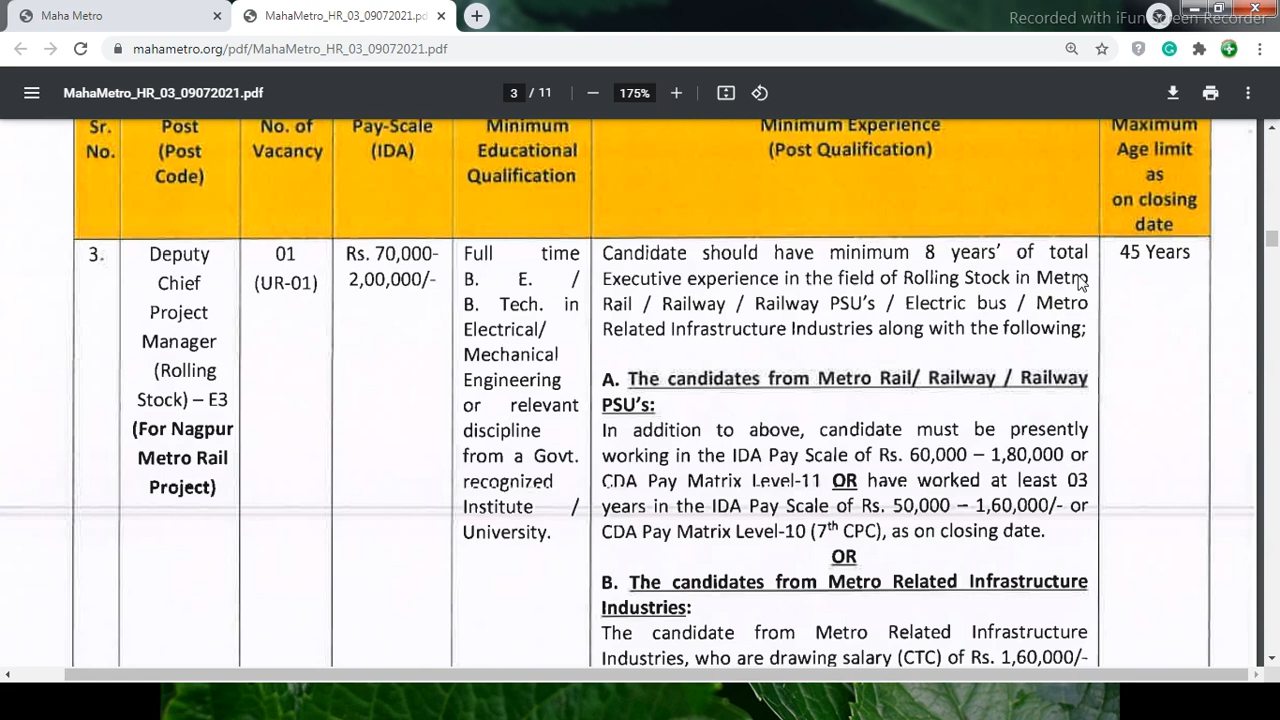 Maha Metro
MahaMetro_HR_03_09072021.pdf
Recorded with iFun Screen Recorder
mahametro.org/pdf/MahaMetro_HR_03_09072021.pdf
MahaMetro_HR_03_09072021.pdf
3 / 11
175%
Sr.
No.
Post
(Post
Code)
No. of
Vacancy
Pay-Scale
(IDA)
Minimum
Educational
Qualification
Minimum Experience
(Post Qualification)
Maximum
Age limit
as
on closing
date
3.
Deputy
Chief
Project
Manager
(Rolling
Stock) – E3
(For Nagpur
Metro Rail
Project)
01
(UR-01)
Rs. 70,000-
2,00,000/-
Full time
B. E. /
B. Tech. in
Electrical/
Mechanical
Engineering
or relevant
discipline
from a Govt.
recognized
Institute /
University.
Candidate should have minimum 8 years' of total
Executive experience in the field of Rolling Stock in Metro
Rail / Railway / Railway PSU's / Electric bus / Metro
Related Infrastructure Industries along with the following;
A. The candidates from Metro Rail/ Railway / Railway
PSU's:
In addition to above, candidate must be presently
working in the IDA Pay Scale of Rs. 60,000 – 1,80,000 or
CDA Pay Matrix Level-11 OR have worked at least 03
years in the IDA Pay Scale of Rs. 50,000 – 1,60,000/- or
CDA Pay Matrix Level-10 (7th CPC), as on closing date.
OR
B. The candidates from Metro Related Infrastructure
Industries:
The candidate from Metro Related Infrastructure
Industries, who are drawing salary (CTC) of Rs. 1,60,000/-
45 Years